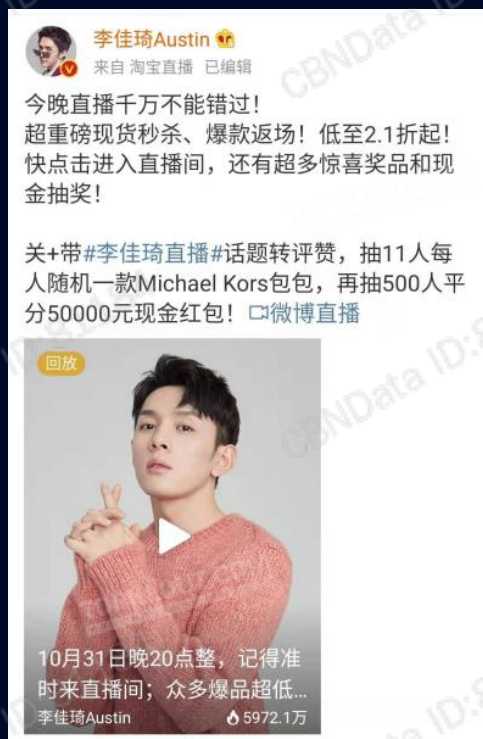 李佳琦Austin
来自 淘宝直播 已编辑
今晚直播千万不能错过！
超重磅现货秒杀、爆款返场！低至2.1折起！
快点击进入直播间，还有超多惊喜奖品和现
金抽奖！
关+带#李佳琦直播#话题转评赞，抽11人每
人随机一款Michael Kors包包，再抽500人平
分50000元现金红包！微博直播
回放
10月31日晚20点整，记得准
时来直播间；众多爆品超低...
李佳琦Austin 5972.1万
CBNData
CBNData ID:8